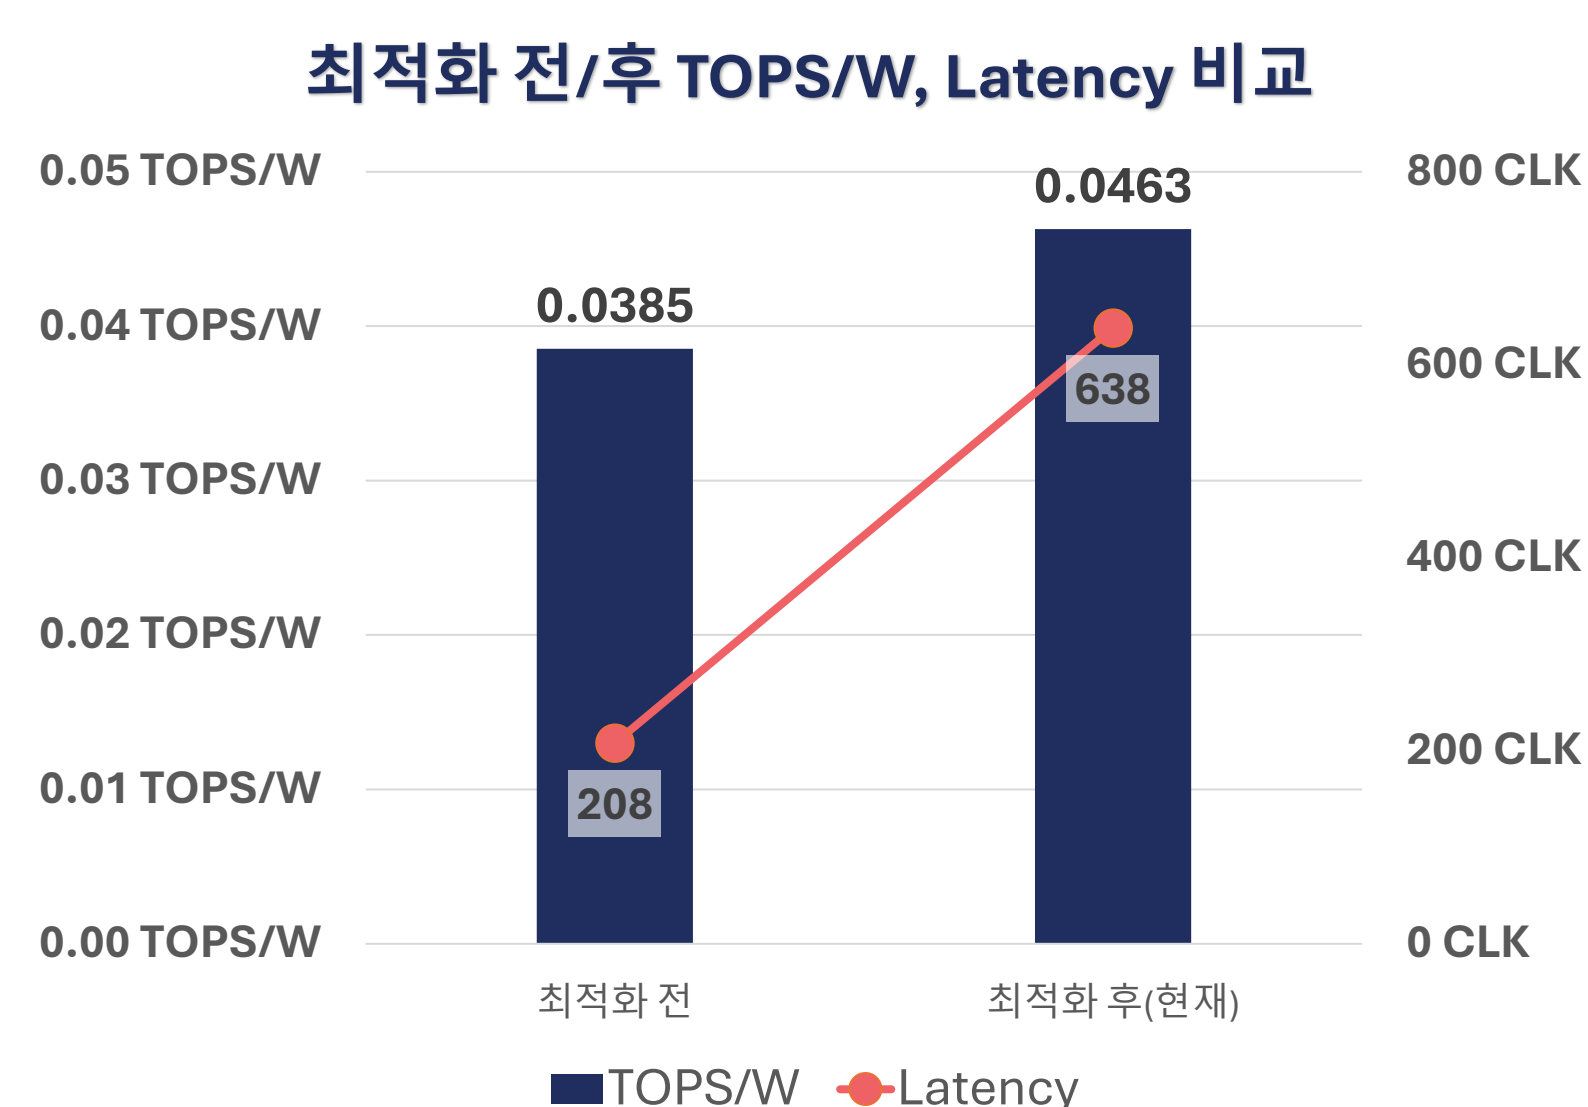 최적화 전/후 TOPS/W, Latency 비교
0.05 TOPS/W
0.04 TOPS/W
0.03 TOPS/W
0.02 TOPS/W
0.01 TOPS/W
0.00 TOPS/W
0.0385
0.0463
208
638
800 CLK
600 CLK
400 CLK
200 CLK
0 CLK
최적화 전
최적화 후(현재)
TOPS/W
Latency